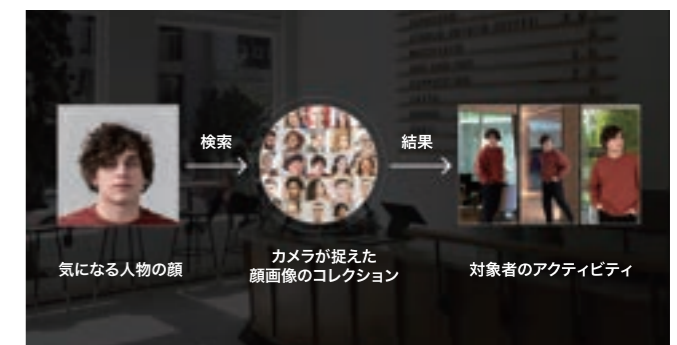 検索
結果
気になる人物の顔
カメラが捉えた
顔画像のコレクション
対象者のアクティビティ